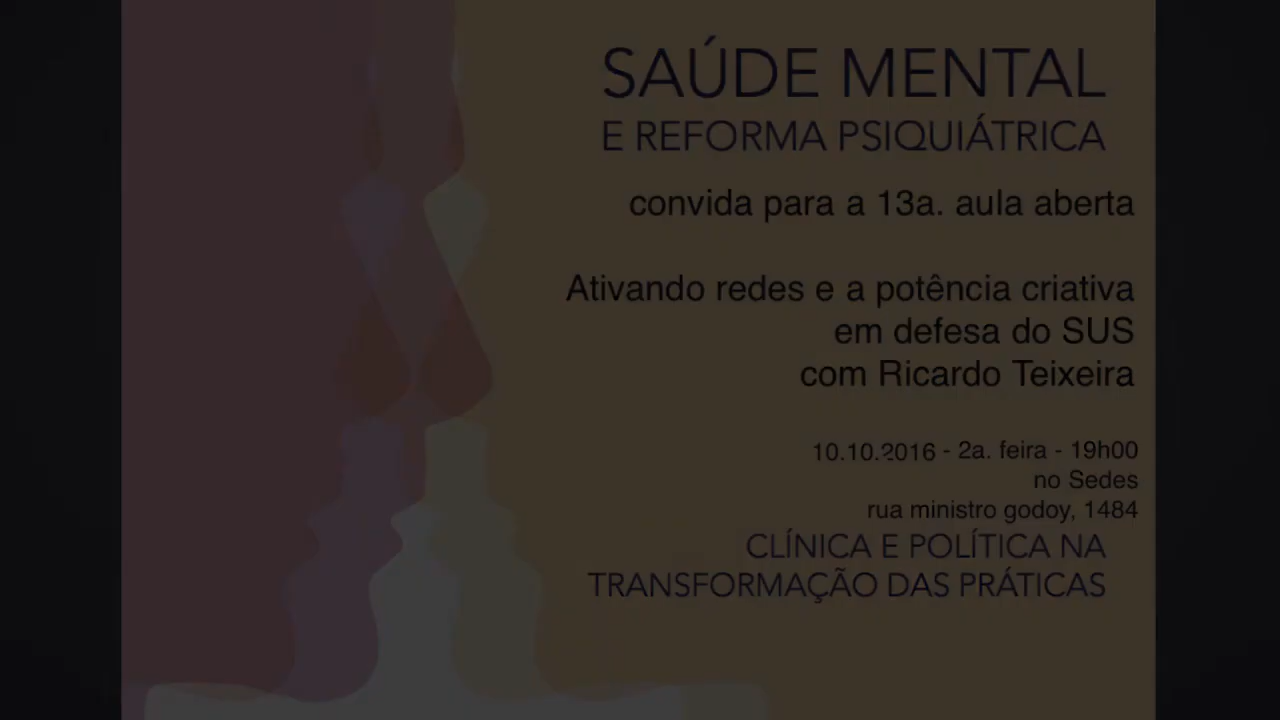 SAÚDE MENTAL
E REFORMA PSIQUIÁTRICA
convida para a 13a. aula aberta
Ativando redes e a potência criativa
em defesa do SUS
com Ricardo Teixeira
10.10.2016 - 2a. feira - 19h00
no Sedes
rua ministro godoy, 1484
CLÍNICA E POLÍTICA NA
TRANSFORMAÇÃO DAS PRÁTICAS